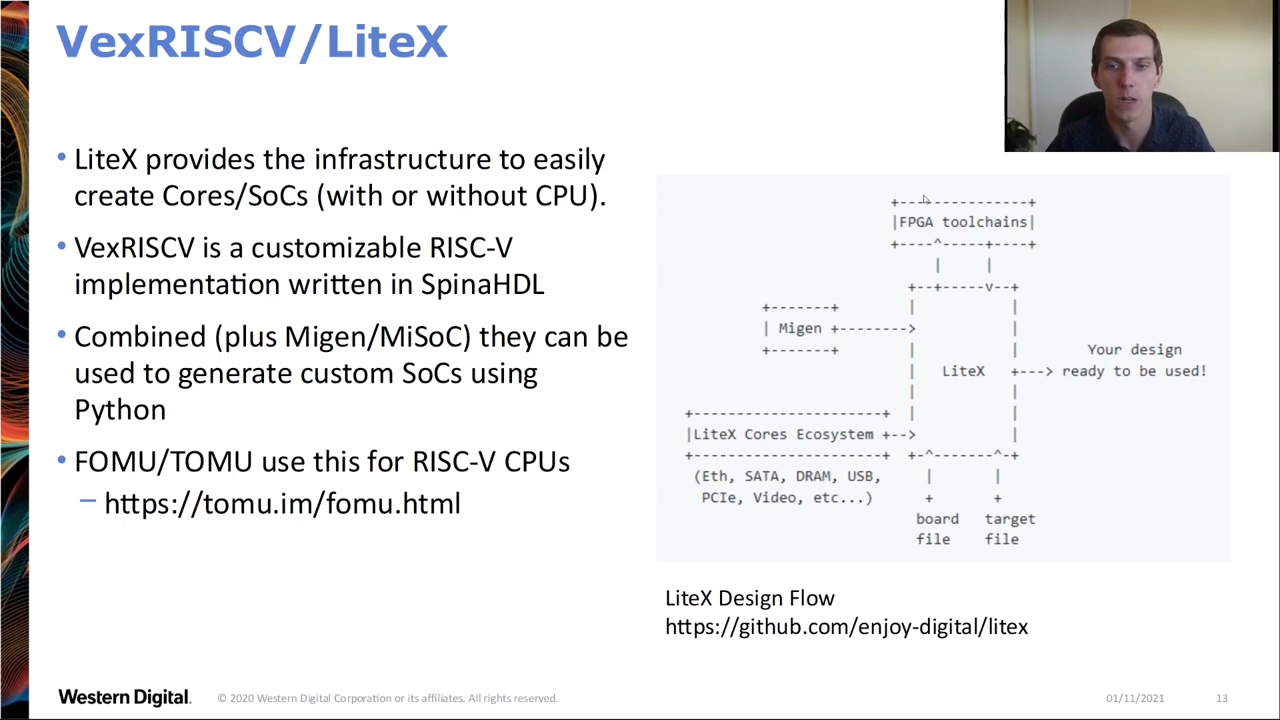 VexRISCV/LiteX
• LiteX provides the infrastructure to easily
create Cores/SoCs (with or without CPU).
• VexRISCV is a customizable RISC-V
implementation written in SpinaHDL
• Combined (plus Migen/MiSoC) they can be
used to generate custom SoCs using
Python
• FOMU/TOMU use this for RISC-V CPUs
– https://tomu.im/fomu.html
FPGA toolchains
Migen
LiteX
Your design
ready to be used!
LiteX Cores Ecosystem
(Eth, SATA, DRAM, USB,
PCIe, Video, etc...)
board
file
target
file
LiteX Design Flow
https://github.com/enjoy-digital/litex
Western Digital.
© 2020 Western Digital Corporation or its affiliates. All rights reserved.
01/11/2021
13